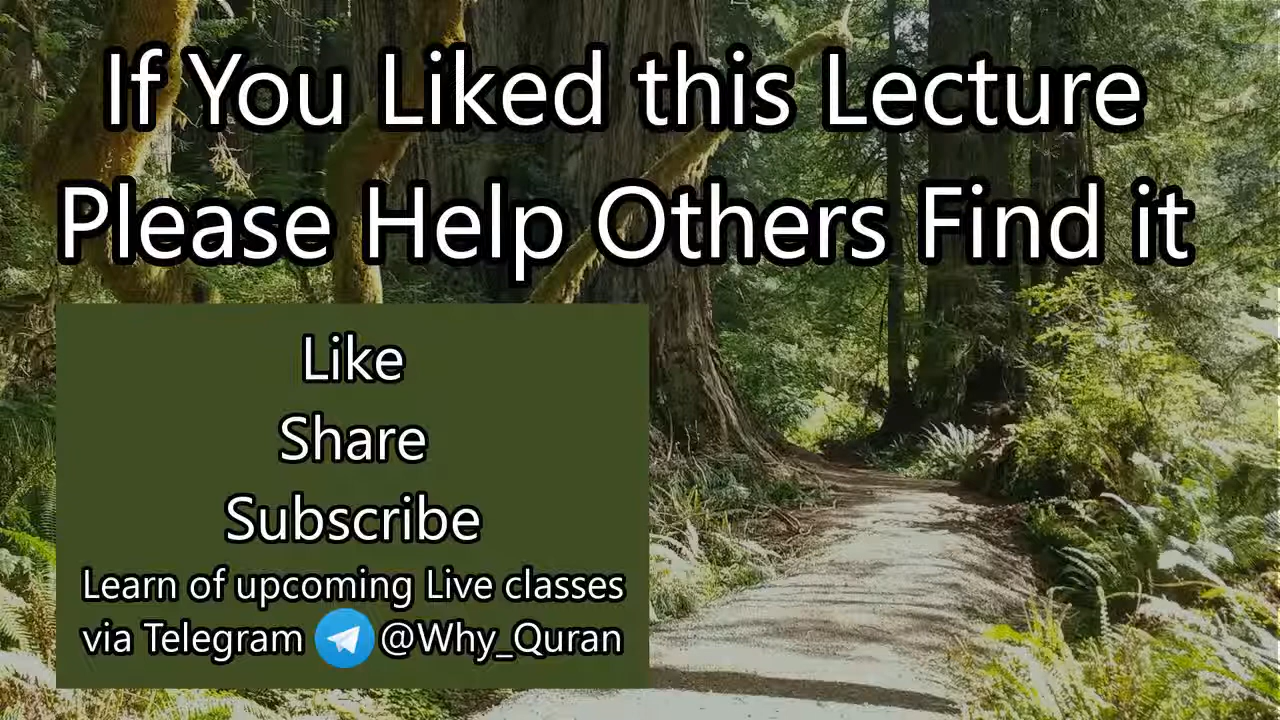 If You Liked this Lecture
Please Help Others Find it
Like
Share
Subscribe
Learn of upcoming Live classes
via Telegram @Why_Quran